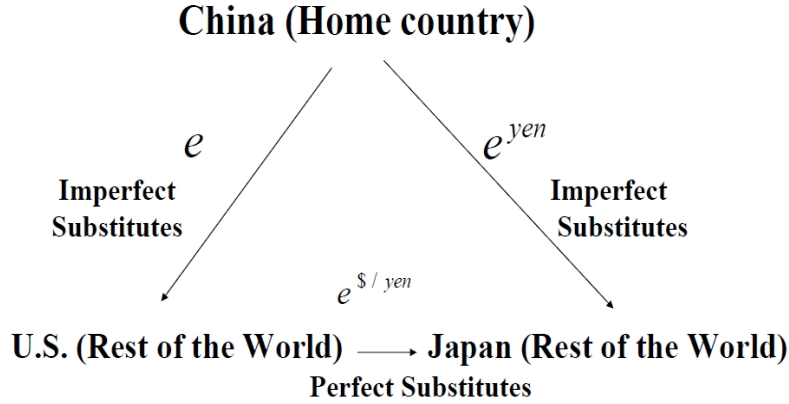 China (Home country)
e
e^yen
Imperfect
Substitutes
Imperfect
Substitutes
e^$ / yen
U.S. (Rest of the World)
Japan (Rest of the World)
Perfect Substitutes